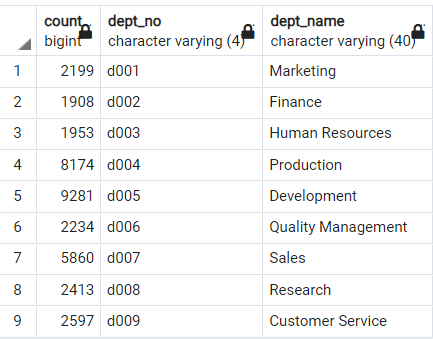 count dept_no dept_name
bigint character varying (4) character varying (40)
1 2199 d001 Marketing
2 1908 d002 Finance
3 1953 d003 Human Resources
4 8174 d004 Production
5 9281 d005 Development
6 2234 d006 Quality Management
7 5860 d007 Sales
8 2413 d008 Research
9 2597 d009 Customer Service